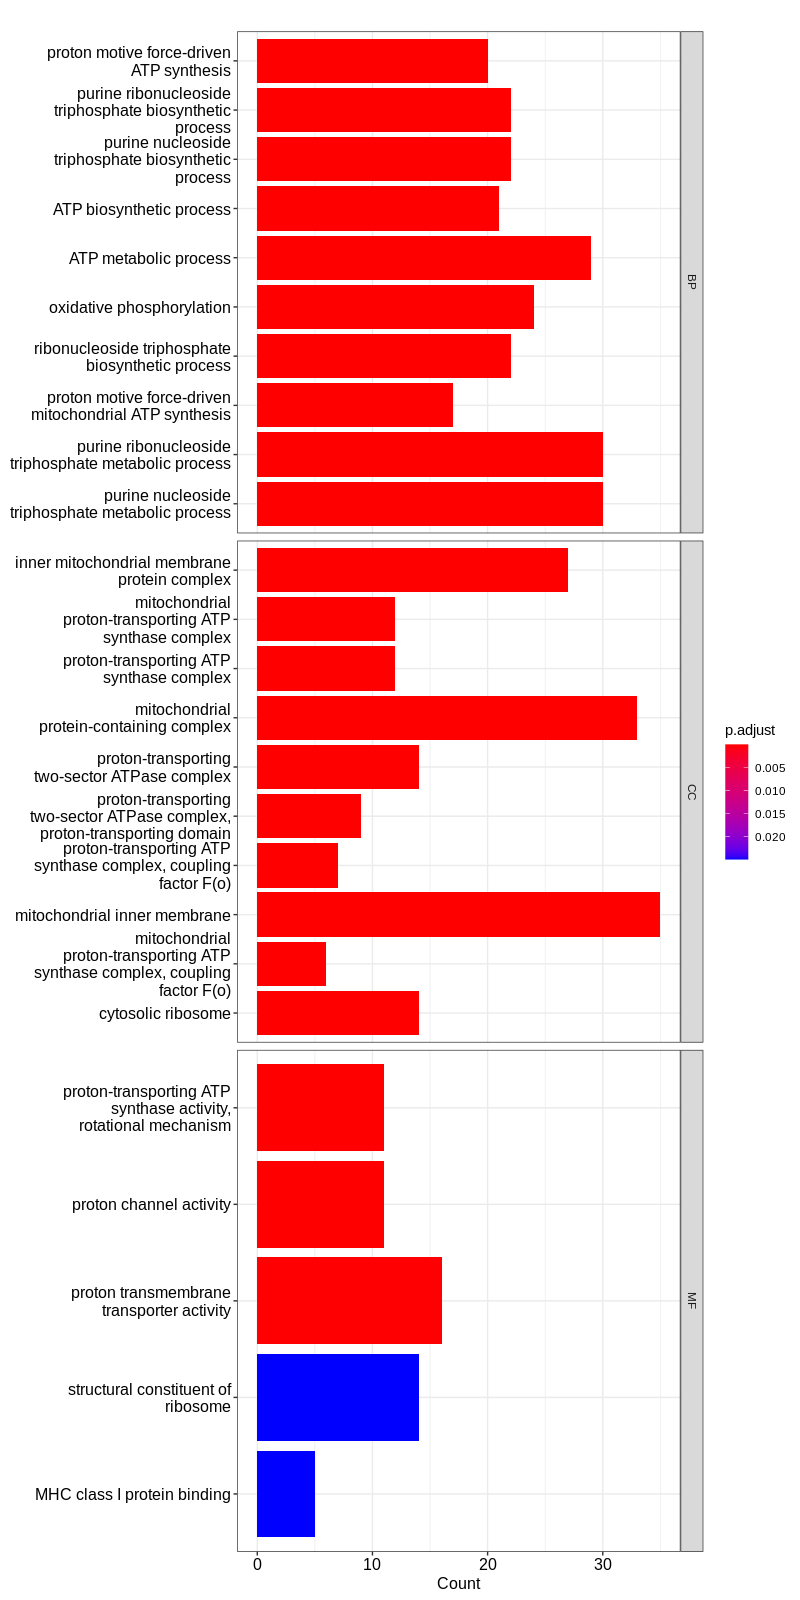 proton motive force-driven
ATP synthesis
purine ribonucleoside
triphosphate biosynthetic
process
purine nucleoside
triphosphate biosynthetic
process
ATP biosynthetic process
ATP metabolic process
oxidative phosphorylation
ribonucleoside triphosphate
biosynthetic process
proton motive force-driven
mitochondrial ATP synthesis
purine ribonucleoside
triphosphate metabolic process
purine nucleoside
triphosphate metabolic process
BP
inner mitochondrial membrane
protein complex
mitochondrial
proton-transporting ATP
synthase complex
proton-transporting ATP
synthase complex
mitochondrial
protein-containing complex
proton-transporting
two-sector ATPase complex
proton-transporting
two-sector ATPase complex,
proton-transporting domain
proton-transporting ATP
synthase complex, coupling
factor F(o)
mitochondrial inner membrane
mitochondrial
proton-transporting ATP
synthase complex, coupling
factor F(o)
cytosolic ribosome
CC
proton-transporting ATP
synthase activity,
rotational mechanism
proton channel activity
proton transmembrane
transporter activity
structural constituent of
ribosome
MHC class I protein binding
MF
0 10 20 30
Count
p.adjust
0.005
0.010
0.015
0.020